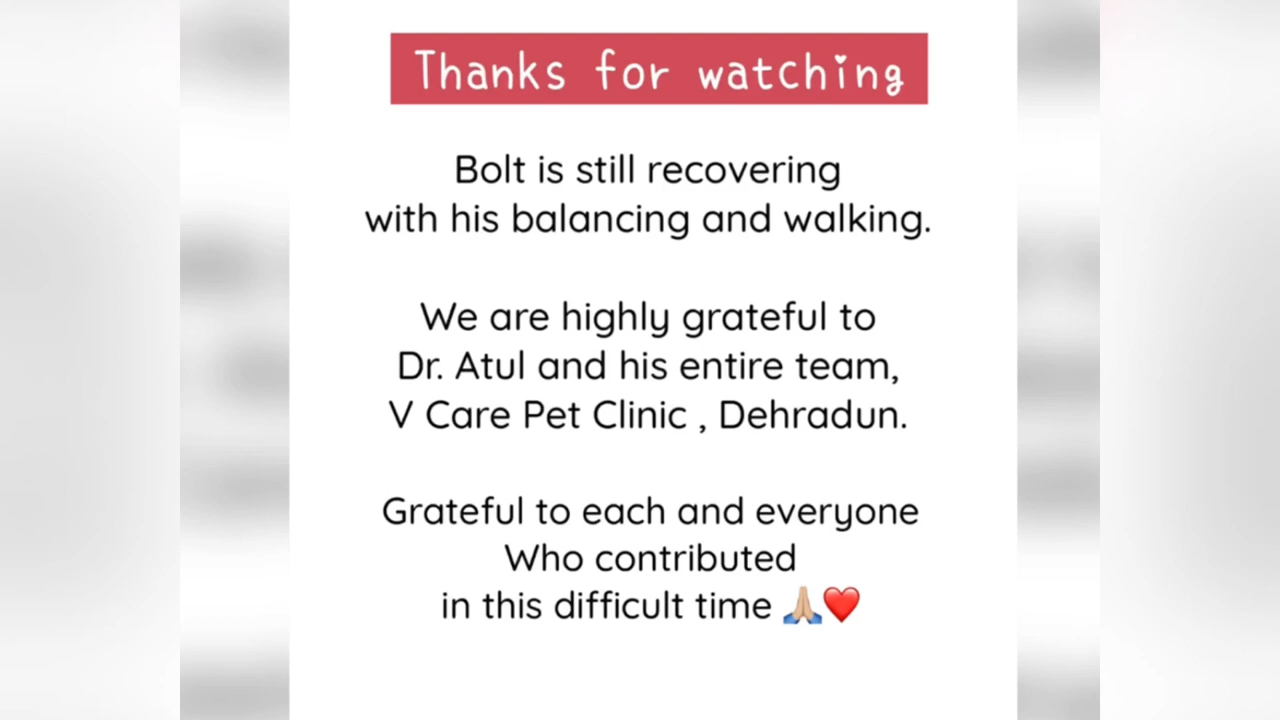 Thanks for watching
Bolt is still recovering
with his balancing and walking.
We are highly grateful to
Dr. Atul and his entire team,
V Care Pet Clinic , Dehradun.
Grateful to each and everyone
Who contributed
in this difficult time 🙏🏼❤️